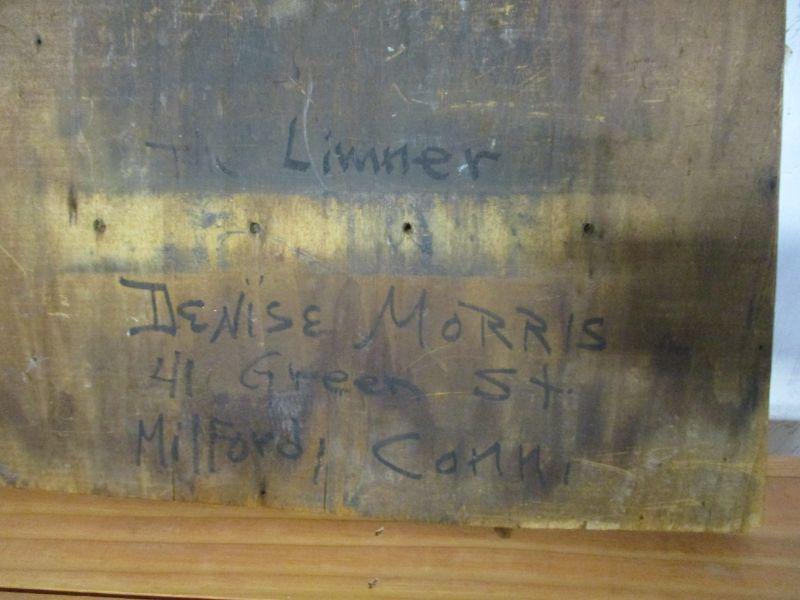 The Limner
DENISE MORRIS
41 Green St.
Milford, Conn.